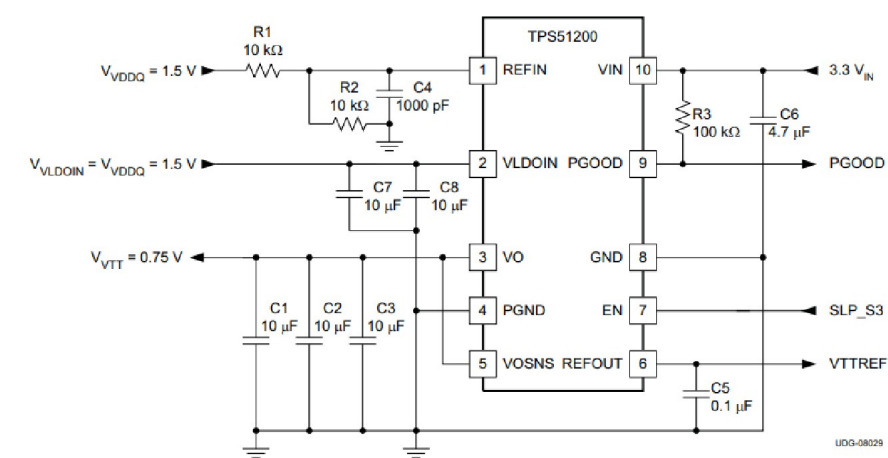 TPS51200
R1
10 kΩ
V_VDDQ = 1.5 V
1 REFIN
VIN 10
3.3 V_IN
R2
10 kΩ
C4
1000 pF
R3
100 kΩ
C6
4.7 µF
V_VLDOIN = V_VDDQ = 1.5 V
2 VLDOIN
PGOOD 9
PGOOD
C7
10 µF
C8
10 µF
V_VTT = 0.75 V
3 VO
GND 8
C1
10 µF
C2
10 µF
C3
10 µF
4 PGND
EN 7
SLP_S3
5 VOSNS
REFOUT 6
VTTREF
C5
0.1 µF
UDG-08029